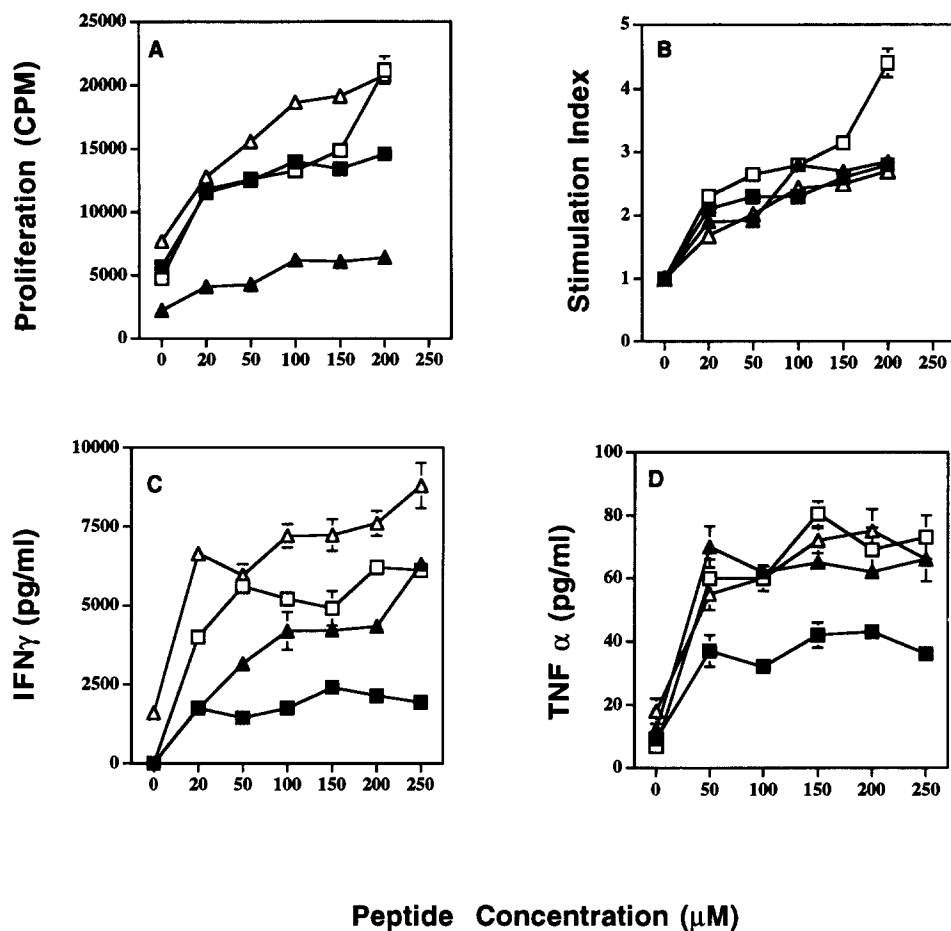 A
Proliferation (CPM)
25000
20000
15000
10000
5000
0
0 20 50 100 150 200 250
B
Stimulation Index
5
4
3
2
1
0
0 20 50 100 150 200 250
C
IFNγ (pg/ml)
10000
7500
5000
2500
0
0 20 50 100 150 200 250
D
TNF α (pg/ml)
100
80
60
40
20
0
0 50 100 150 200 250
Peptide Concentration (μM)